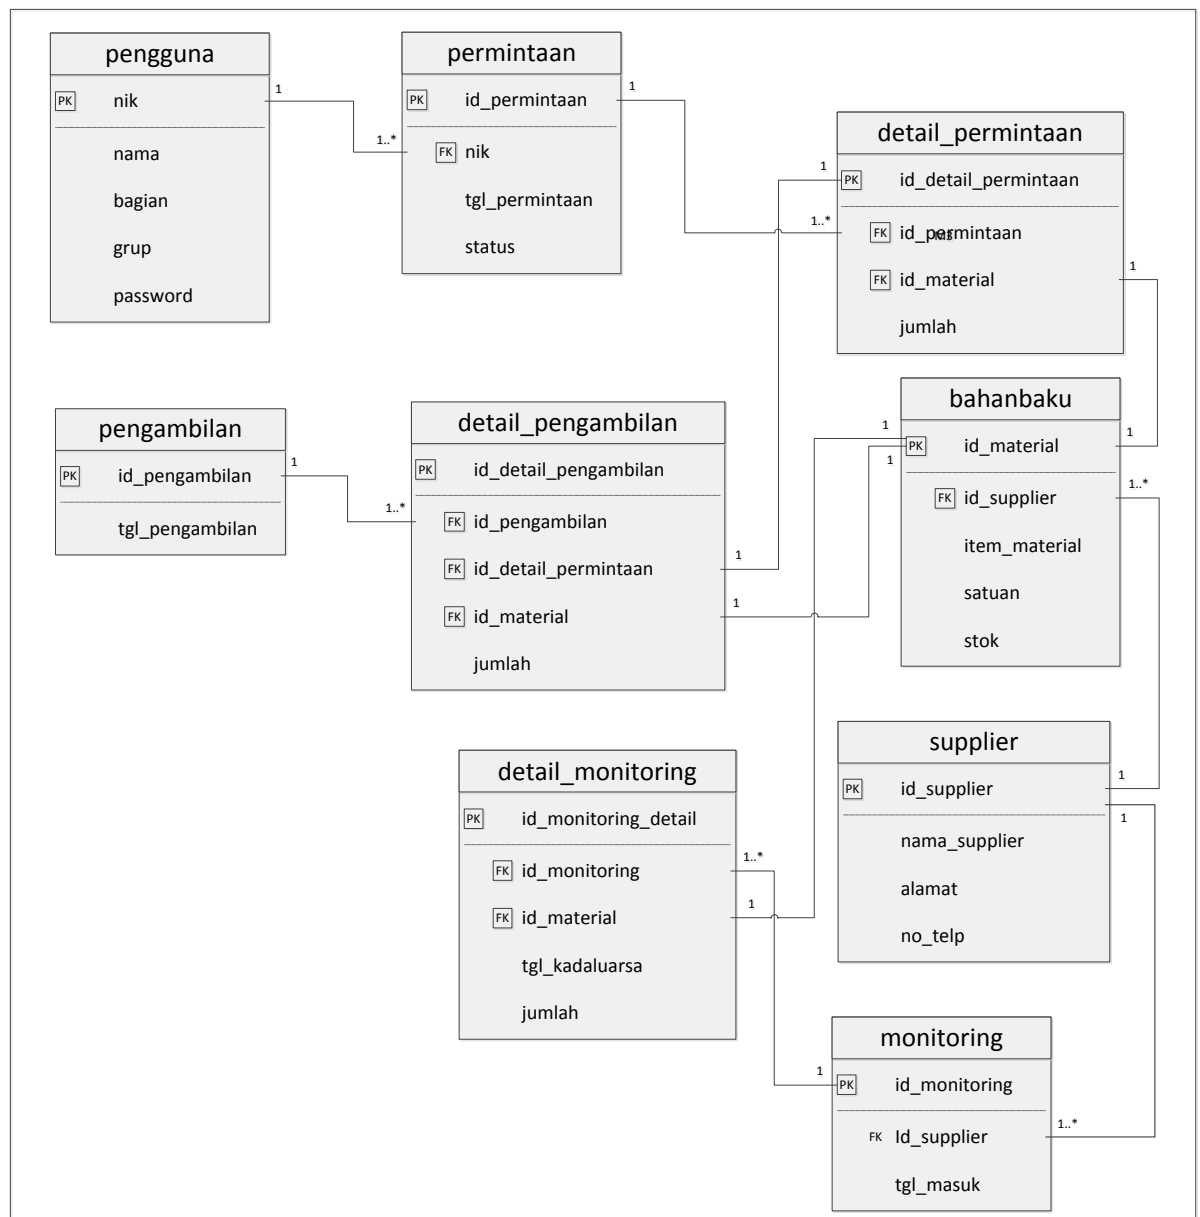 pengguna
PK nik
nama
bagian
grup
password
1
1..*
permintaan
PK id_permintaan
FK nik
tgl_permintaan
status
1
1..*
detail_permintaan
1
PK id_detail_permintaan
FK id_permintaan
M3
FK id_material
jumlah
1
pengambilan
PK id_pengambilan
tgl_pengambilan
1
1..*
detail_pengambilan
PK id_detail_pengambilan
FK id_pengambilan
FK id_detail_permintaan
FK id_material
jumlah
1
1
bahanbaku
1
1
PK id_material
1
FK id_supplier
1..*
item_material
satuan
stok
supplier
PK id_supplier
1
1
nama_supplier
alamat
no_telp
detail_monitoring
PK id_monitoring_detail
FK id_monitoring
FK id_material
tgl_kadaluarsa
jumlah
1..*
1
monitoring
1
PK id_monitoring
FK Id_supplier
1..*
tgl_masuk